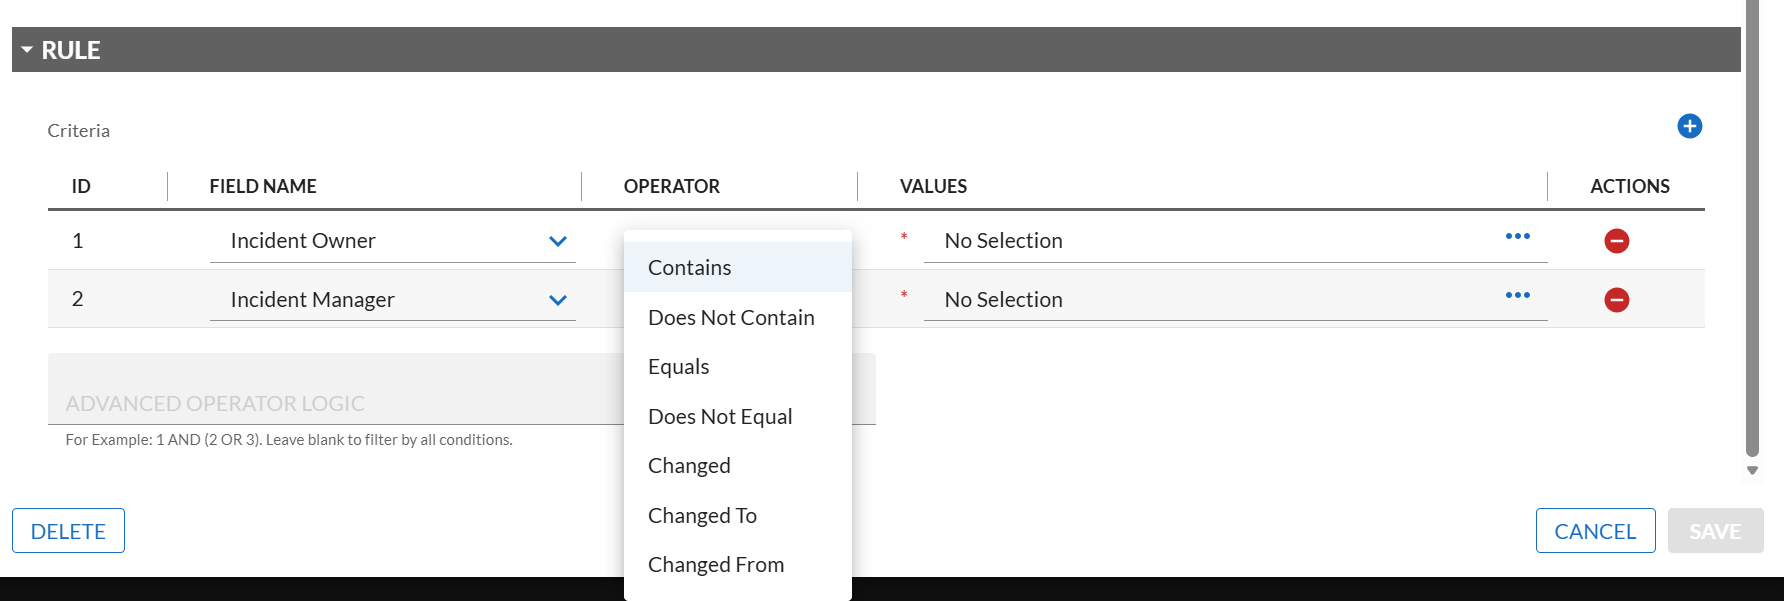 RULE
Criteria
ID FIELD NAME OPERATOR VALUES ACTIONS
1 Incident Owner * No Selection
2 Incident Manager * No Selection
Contains
Does Not Contain
Equals
Does Not Equal
Changed
Changed To
Changed From
ADVANCED OPERATOR LOGIC
For Example: 1 AND (2 OR 3). Leave blank to filter by all conditions.
DELETE CANCEL SAVE